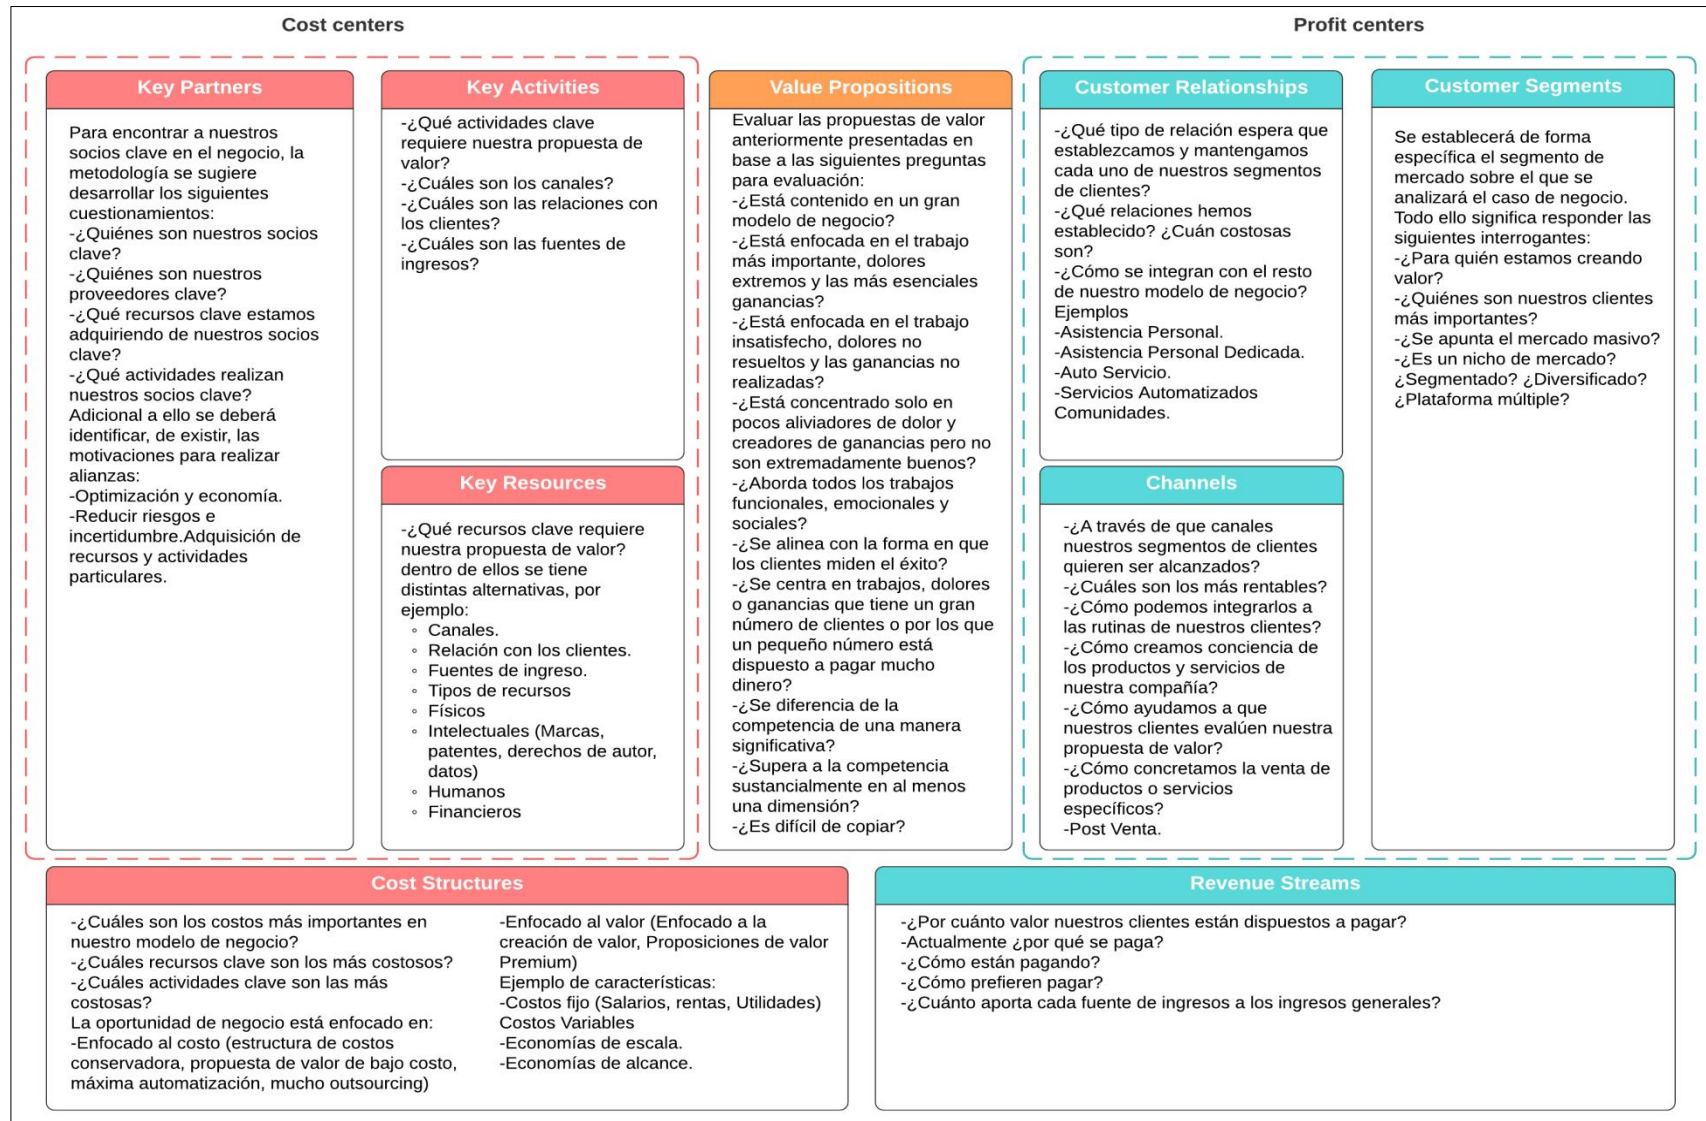 Cost centers
Profit centers
Key Partners
Para encontrar a nuestros
socios clave en el negocio, la
metodología se sugiere
desarrollar los siguientes
cuestionamientos:
-¿Quiénes son nuestros socios
clave?
-¿Quiénes son nuestros
proveedores clave?
-¿Qué recursos clave estamos
adquiriendo de nuestros socios
clave?
-¿Qué actividades realizan
nuestros socios clave?
Adicional a ello se deberá
identificar, de existir, las
motivaciones para realizar
alianzas:
-Optimización y economía.
-Reducir riesgos e
incertidumbre.Adquisición de
recursos y actividades
particulares.
Key Activities
-¿Qué actividades clave
requiere nuestra propuesta de
valor?
-¿Cuáles son los canales?
-¿Cuáles son las relaciones con
los clientes?
-¿Cuáles son las fuentes de
ingresos?
Key Resources
-¿Qué recursos clave requiere
nuestra propuesta de valor?
dentro de ellos se tiene
distintas alternativas, por
ejemplo:
◦ Canales.
◦ Relación con los clientes.
◦ Fuentes de ingreso.
◦ Tipos de recursos
◦ Físicos
◦ Intelectuales (Marcas,
patentes, derechos de autor,
datos)
◦ Humanos
◦ Financieros
Value Propositions
Evaluar las propuestas de valor
anteriormente presentadas en
base a las siguientes preguntas
para evaluación:
-¿Está contenido en un gran
modelo de negocio?
-¿Está enfocada en el trabajo
más importante, dolores
extremos y las más esenciales
ganancias?
-¿Está enfocada en el trabajo
insatisfecho, dolores no
resueltos y las ganancias no
realizadas?
-¿Está concentrado solo en
pocos aliviadores de dolor y
creadores de ganancias pero no
son extremadamente buenos?
-¿Aborda todos los trabajos
funcionales, emocionales y
sociales?
-¿Se alinea con la forma en que
los clientes miden el éxito?
-¿Se centra en trabajos, dolores
o ganancias que tiene un gran
número de clientes o por los que
un pequeño número está
dispuesto a pagar mucho
dinero?
-¿Se diferencia de la
competencia de una manera
significativa?
-¿Supera a la competencia
sustancialmente en al menos
una dimensión?
-¿Es difícil de copiar?
Customer Relationships
-¿Qué tipo de relación espera que
establezcamos y mantengamos
cada uno de nuestros segmentos
de clientes?
-¿Qué relaciones hemos
establecido? ¿Cuán costosas
son?
-¿Cómo se integran con el resto
de nuestro modelo de negocio?
Ejemplos
-Asistencia Personal.
-Asistencia Personal Dedicada.
-Auto Servicio.
-Servicios Automatizados
Comunidades.
Channels
-¿A través de que canales
nuestros segmentos de clientes
quieren ser alcanzados?
-¿Cuáles son los más rentables?
-¿Cómo podemos integrarlos a
las rutinas de nuestros clientes?
-¿Cómo creamos conciencia de
los productos y servicios de
nuestra compañía?
-¿Cómo ayudamos a que
nuestros clientes evalúen nuestra
propuesta de valor?
-¿Cómo concretamos la venta de
productos o servicios
específicos?
-Post Venta.
Customer Segments
Se establecerá de forma
específica el segmento de
mercado sobre el que se
analizará el caso de negocio.
Todo ello significa responder las
siguientes interrogantes:
-¿Para quién estamos creando
valor?
-¿Quiénes son nuestros clientes
más importantes?
-¿Se apunta el mercado masivo?
-¿Es un nicho de mercado?
¿Segmentado? ¿Diversificado?
¿Plataforma múltiple?
Cost Structures
-¿Cuáles son los costos más importantes en
nuestro modelo de negocio?
-¿Cuáles recursos clave son los más costosos?
-¿Cuáles actividades clave son las más
costosas?
La oportunidad de negocio está enfocado en:
-Enfocado al costo (estructura de costos
conservadora, propuesta de valor de bajo costo,
máxima automatización, mucho outsourcing)
-Enfocado al valor (Enfocado a la
creación de valor, Proposiciones de valor
Premium)
Ejemplo de características:
-Costos fijo (Salarios, rentas, Utilidades)
Costos Variables
-Economías de escala.
-Economías de alcance.
Revenue Streams
-¿Por cuánto valor nuestros clientes están dispuestos a pagar?
-Actualmente ¿por qué se paga?
-¿Cómo están pagando?
-¿Cómo prefieren pagar?
-¿Cuánto aporta cada fuente de ingresos a los ingresos generales?